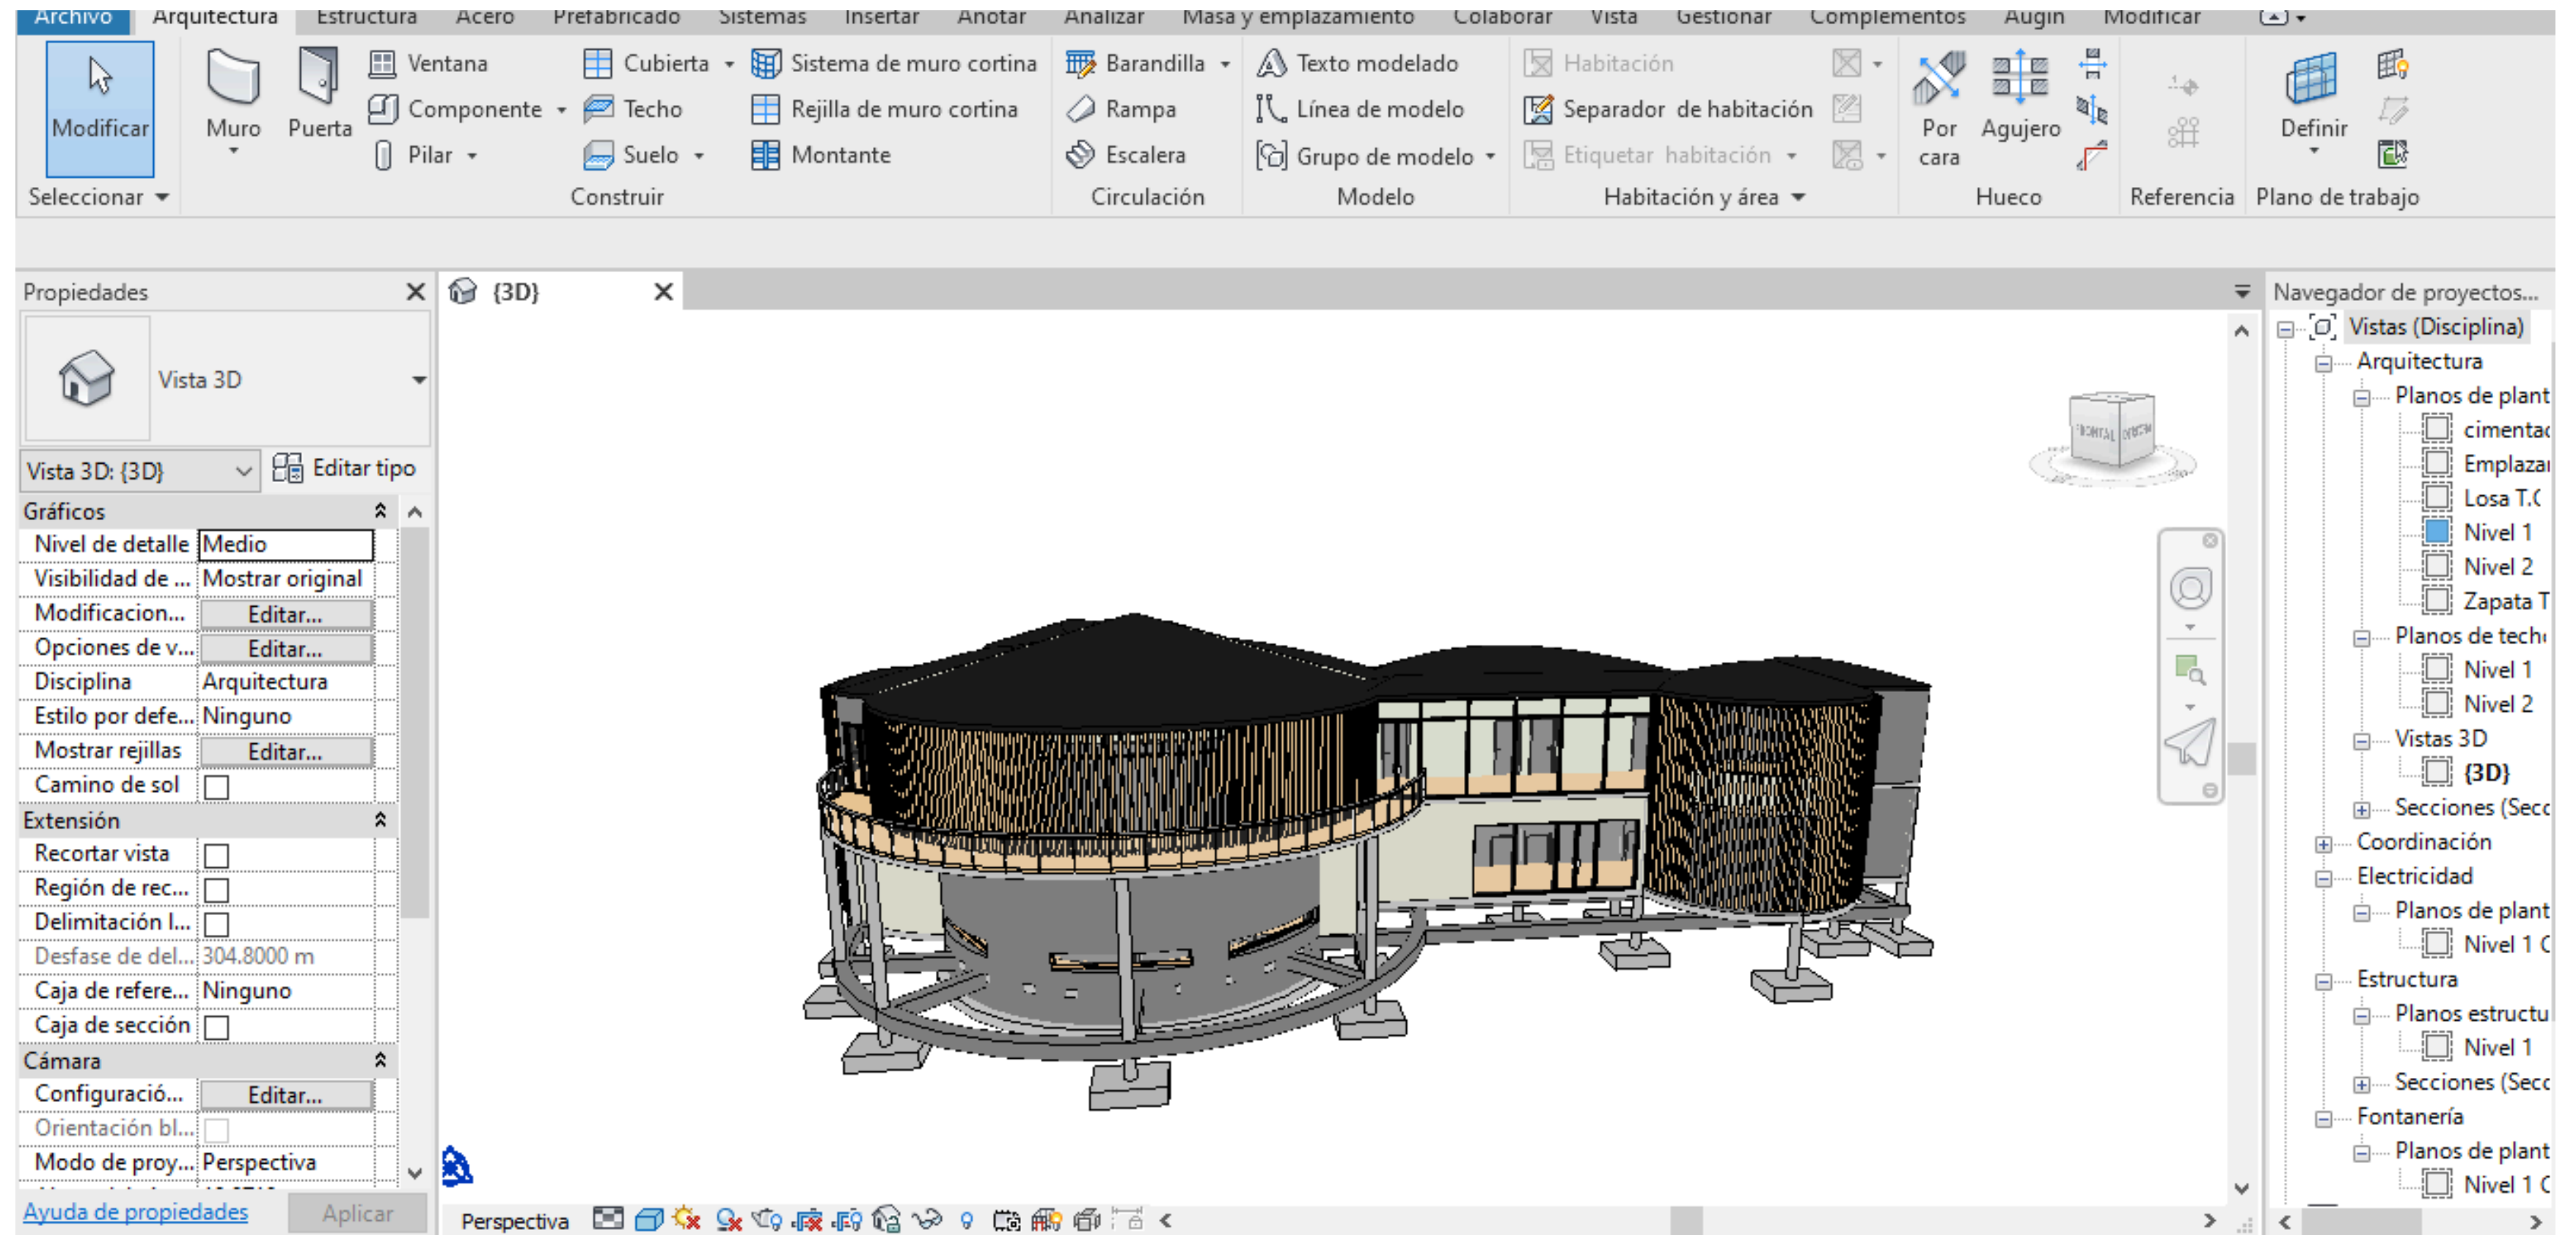 Archivo Arquitectura Estructura Acero Prefabricado Sistemas Insertar Anotar Analizar Masa y emplazamiento Colaborar Vista Gestionar Complementos Augin Modificar
Modificar
Seleccionar
Muro
Puerta
Ventana
Componente
Pilar
Cubierta
Techo
Suelo
Sistema de muro cortina
Rejilla de muro cortina
Montante
Construir
Barandilla
Rampa
Escalera
Circulación
Texto modelado
Línea de modelo
Grupo de modelo
Modelo
Habitación
Separador de habitación
Etiquetar habitación
Habitación y área
Por
cara
Agujero
Hueco
Referencia
Definir
Plano de trabajo
Propiedades
Vista 3D
Vista 3D: {3D}
Editar tipo
Gráficos
Nivel de detalle Medio
Visibilidad de ... Mostrar original
Modificacion... Editar...
Opciones de v... Editar...
Disciplina Arquitectura
Estilo por defe... Ninguno
Mostrar rejillas Editar...
Camino de sol
Extensión
Recortar vista
Región de rec...
Delimitación l...
Desfase de del... 304.8000 m
Caja de refere... Ninguno
Caja de sección
Cámara
Configuració... Editar...
Orientación bl...
Modo de proy... Perspectiva
Ayuda de propiedades
Aplicar
{3D}
FRONTAL
Perspectiva
Navegador de proyectos...
Vistas (Disciplina)
Arquitectura
Planos de plant
cimentac
Emplaza
Losa T.C
Nivel 1
Nivel 2
Zapata T
Planos de tech
Nivel 1
Nivel 2
Vistas 3D
{3D}
Secciones (Secc
Coordinación
Electricidad
Planos de plant
Nivel 1 C
Estructura
Planos estructu
Nivel 1
Secciones (Secc
Fontanería
Planos de plant
Nivel 1 C